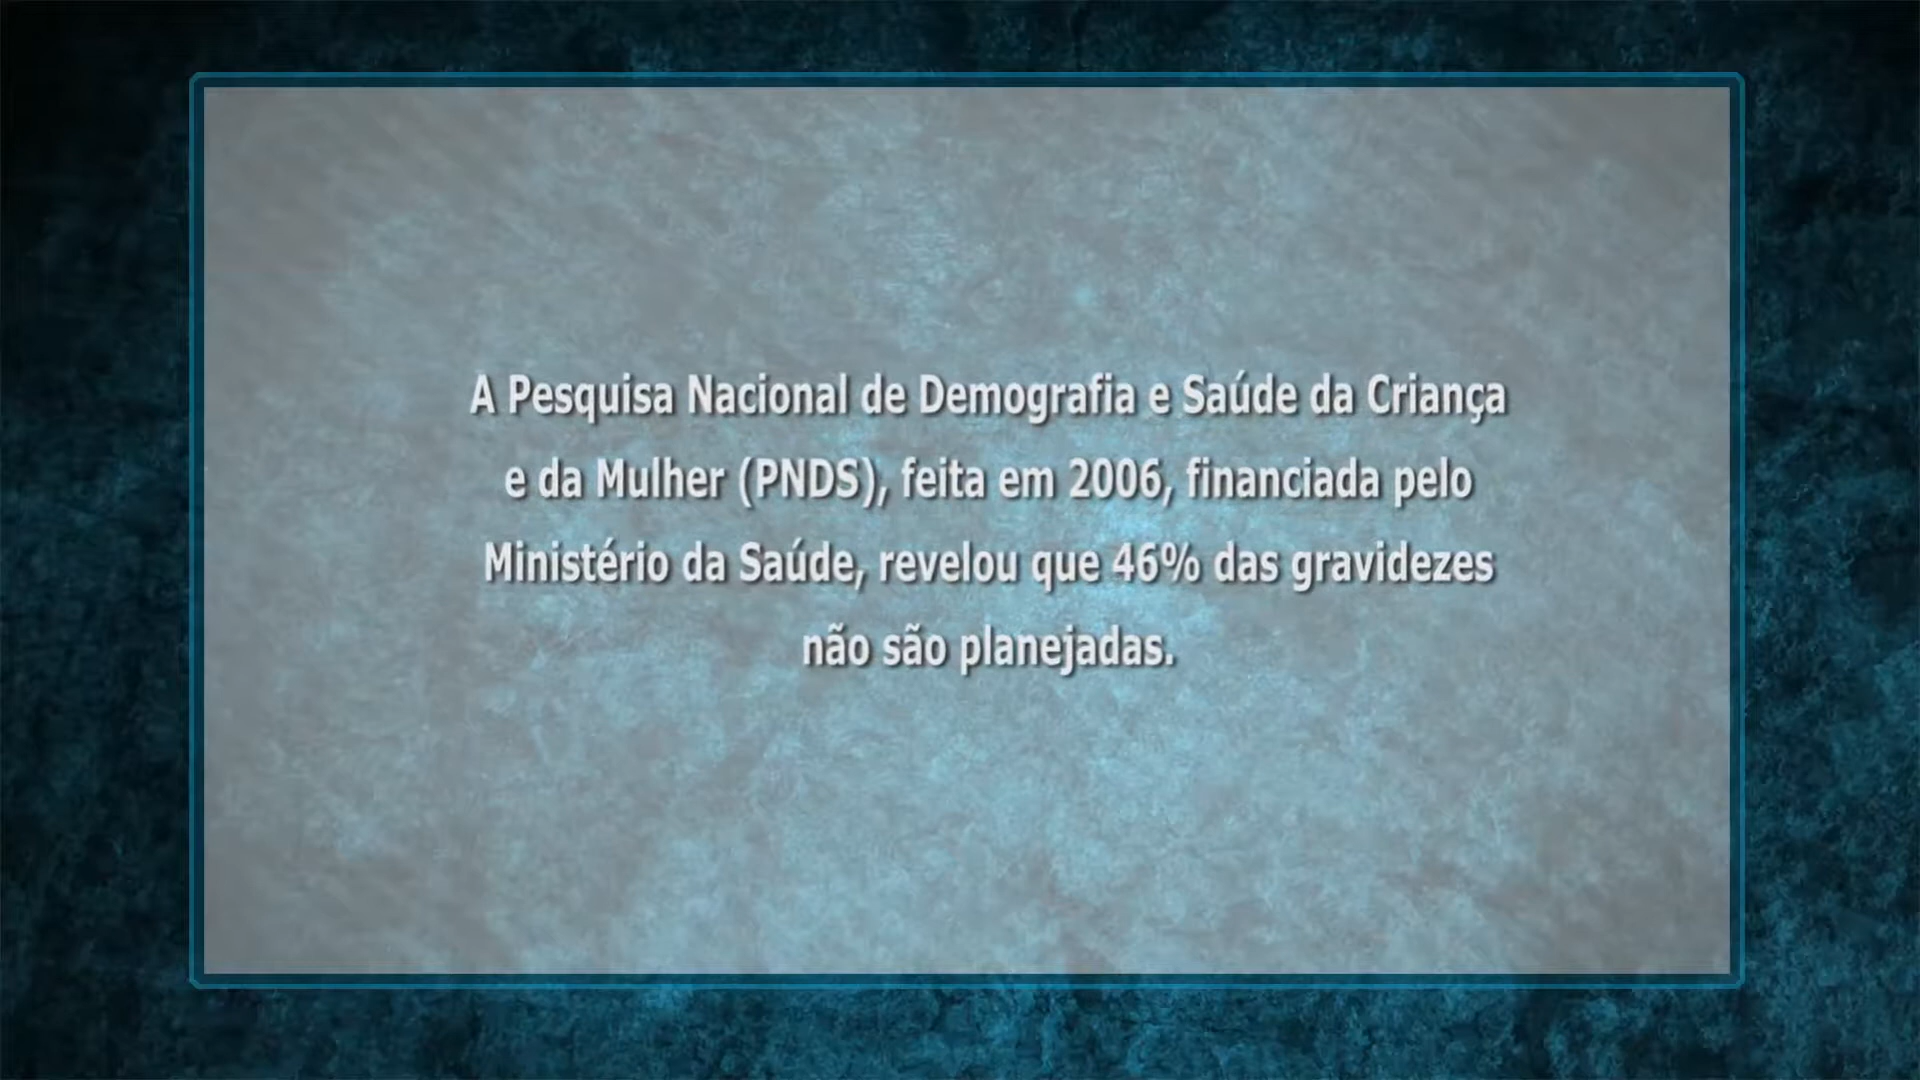 A Pesquisa Nacional de Demografia e Saúde da Criança
e da Mulher (PNDS), feita em 2006, financiada pelo
Ministério da Saúde, revelou que 46% das gravidezes
não são planejadas.